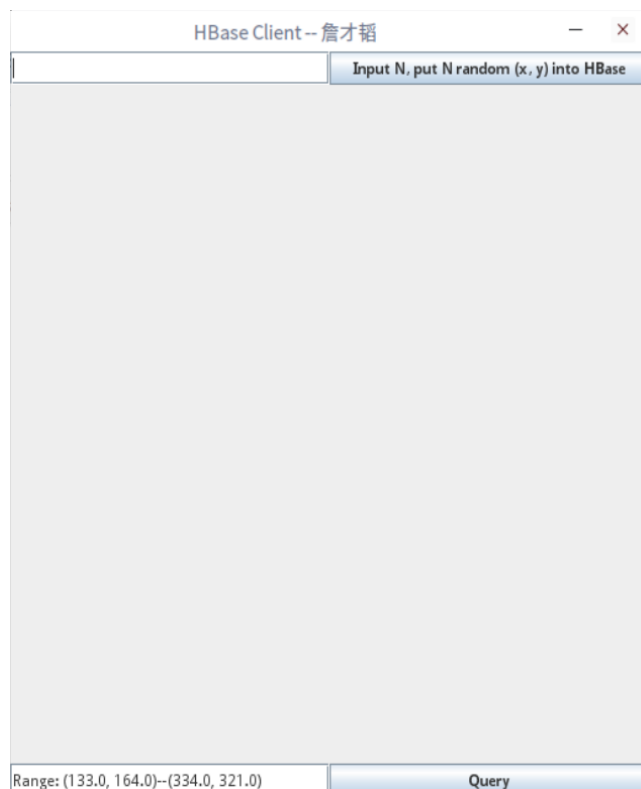 HBase Client -- 詹才韬
Input N, put N random (x, y) into HBase
Range: (133.0, 164.0)--(334.0, 321.0)
Query